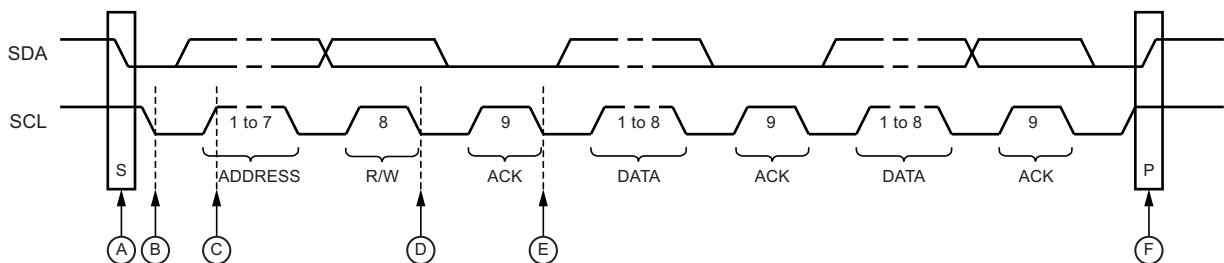 SDA
SCL
1 to 7 8 9 1 to 8 9 1 to 8 9
S P
ADDRESS R/W ACK DATA ACK DATA ACK
A B C D E F